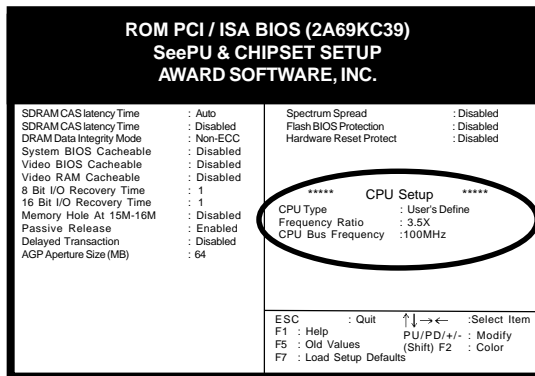 ROM PCI / ISA BIOS (2A69KC39)
SeePU & CHIPSET SETUP
AWARD SOFTWARE, INC.
SDRAM CAS latency Time : Auto
SDRAM CAS latency Time : Disabled
DRAM Data Integrity Mode : Non-ECC
System BIOS Cacheable : Disabled
Video BIOS Cacheable : Disabled
Video RAM Cacheable : Disabled
8 Bit I/O Recovery Time : 1
16 Bit I/O Recovery Time : 1
Memory Hole At 15M-16M : Disabled
Passive Release : Enabled
Delayed Transaction : Disabled
AGP Aperture Size (MB) : 64
Spectrum Spread : Disabled
Flash BIOS Protection : Disabled
Hardware Reset Protect : Disabled
***** CPU Setup *****
CPU Type : User's Define
Frequency Ratio : 3.5X
CPU Bus Frequency :100MHz
ESC : Quit ↑↓→← :Select Item
F1 : Help PU/PD/+/- : Modify
F5 : Old Values (Shift) F2 : Color
F7 : Load Setup Defaults